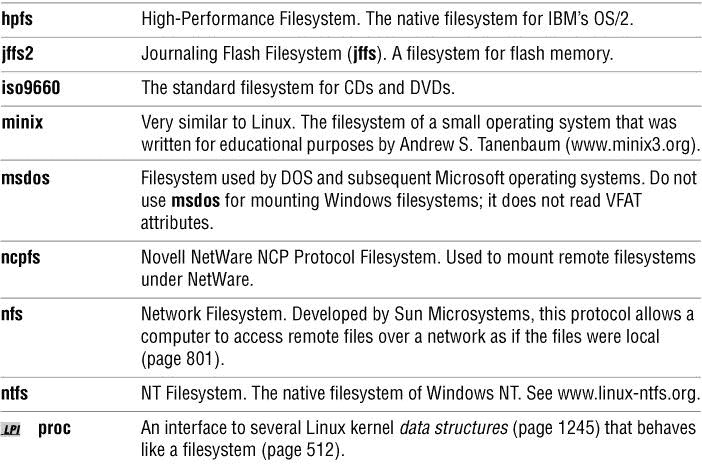 hpfs High-Performance Filesystem. The native filesystem for IBM’s OS/2.
jffs2 Journaling Flash Filesystem (jffs). A filesystem for flash memory.
iso9660 The standard filesystem for CDs and DVDs.
minix Very similar to Linux. The filesystem of a small operating system that was
written for educational purposes by Andrew S. Tanenbaum (www.minix3.org).
msdos Filesystem used by DOS and subsequent Microsoft operating systems. Do not
use msdos for mounting Windows filesystems; it does not read VFAT
attributes.
ncpfs Novell NetWare NCP Protocol Filesystem. Used to mount remote filesystems
under NetWare.
nfs Network Filesystem. Developed by Sun Microsystems, this protocol allows a
computer to access remote files over a network as if the files were local
(page 801).
ntfs NT Filesystem. The native filesystem of Windows NT. See www.linux-ntfs.org.
LPI proc An interface to several Linux kernel data structures (page 1245) that behaves
like a filesystem (page 512).